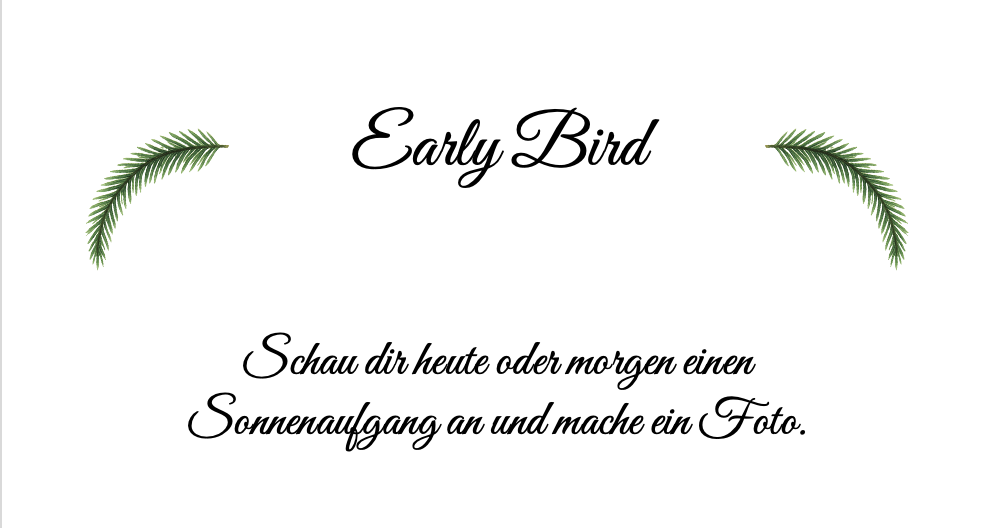 Early Bird
Schau dir heute oder morgen einen
Sonnenaufgang an und mache ein Foto.